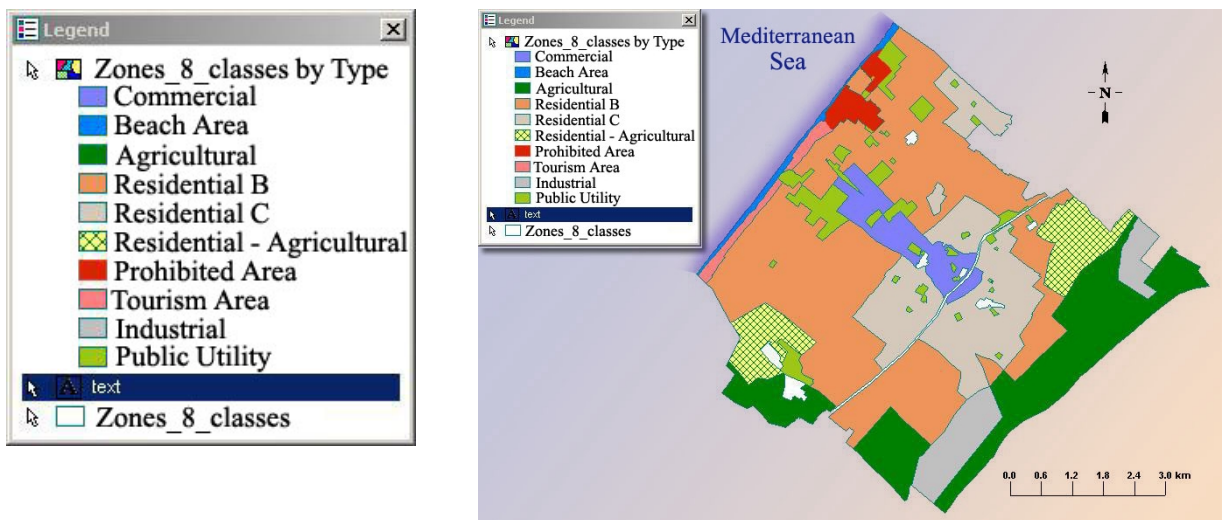 Legend
Zones_8_classes by Type
Commercial
Beach Area
Agricultural
Residential B
Residential C
Residential - Agricultural
Prohibited Area
Tourism Area
Industrial
Public Utility
A text
Zones_8_classes
Legend
Zones_8_classes by Type
Commercial
Beach Area
Agricultural
Residential B
Residential C
Residential - Agricultural
Prohibited Area
Tourism Area
Industrial
Public Utility
A text
Zones_8_classes
Mediterranean
Sea
N
0.0 0.6 1.2 1.8 2.4 3.0 km